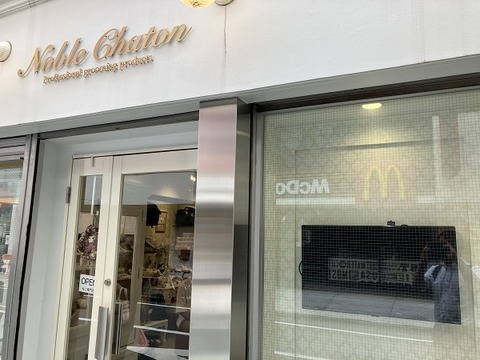 Noble Chaton
Professional grooming products
OPEN
McDo